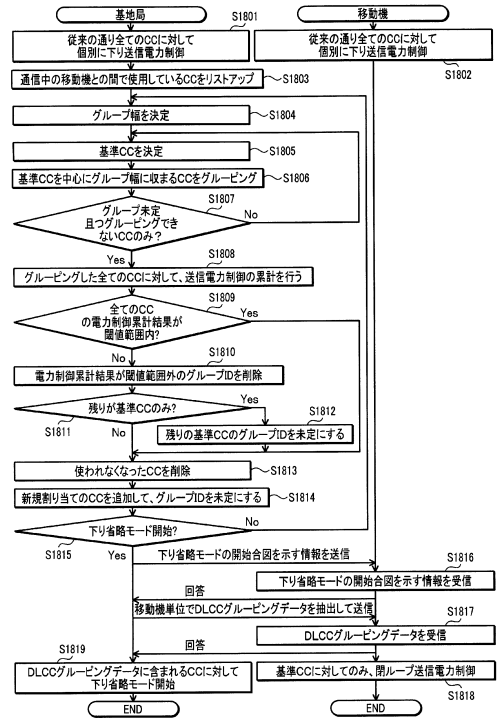 基地局
移動機
S1801
従来の通り全てのCCに対して
個別に下り送信電力制御
従来の通り全てのCCに対して
個別に下り送信電力制御
S1802
通信中の移動機との間で使用しているCCをリストアップ
S1803
グループ幅を決定
S1804
基準CCを決定
S1805
基準CCを中心にグループ幅に収まるCCをグルーピング
S1806
S1807
グループ未定
且つグルーピングでき
ないCCのみ?
No
Yes
S1808
グルーピングした全てのCCに対して、送信電力制御の累計を行う
S1809
全てのCC
の電力制御累計結果が
閾値範囲内?
Yes
No
S1810
電力制御累計結果が閾値範囲外のグループIDを削除
残りが基準CCのみ?
Yes
S1811
No
S1812
残りの基準CCのグループIDを未定にする
使われなくなったCCを削除
S1813
新規割り当てのCCを追加して、グループIDを未定にする
S1814
下り省略モード開始?
No
S1815
Yes
下り省略モードの開始合図を示す情報を送信
S1816
下り省略モードの開始合図を示す情報を受信
回答
移動機単位でDLCCグルーピングデータを抽出して送信
S1817
DLCCグルーピングデータを受信
回答
S1819
DLCCグルーピングデータに含まれるCCに対して
下り省略モード開始
基準CCに対してのみ、閉ループ送信電力制御
S1818
END
END